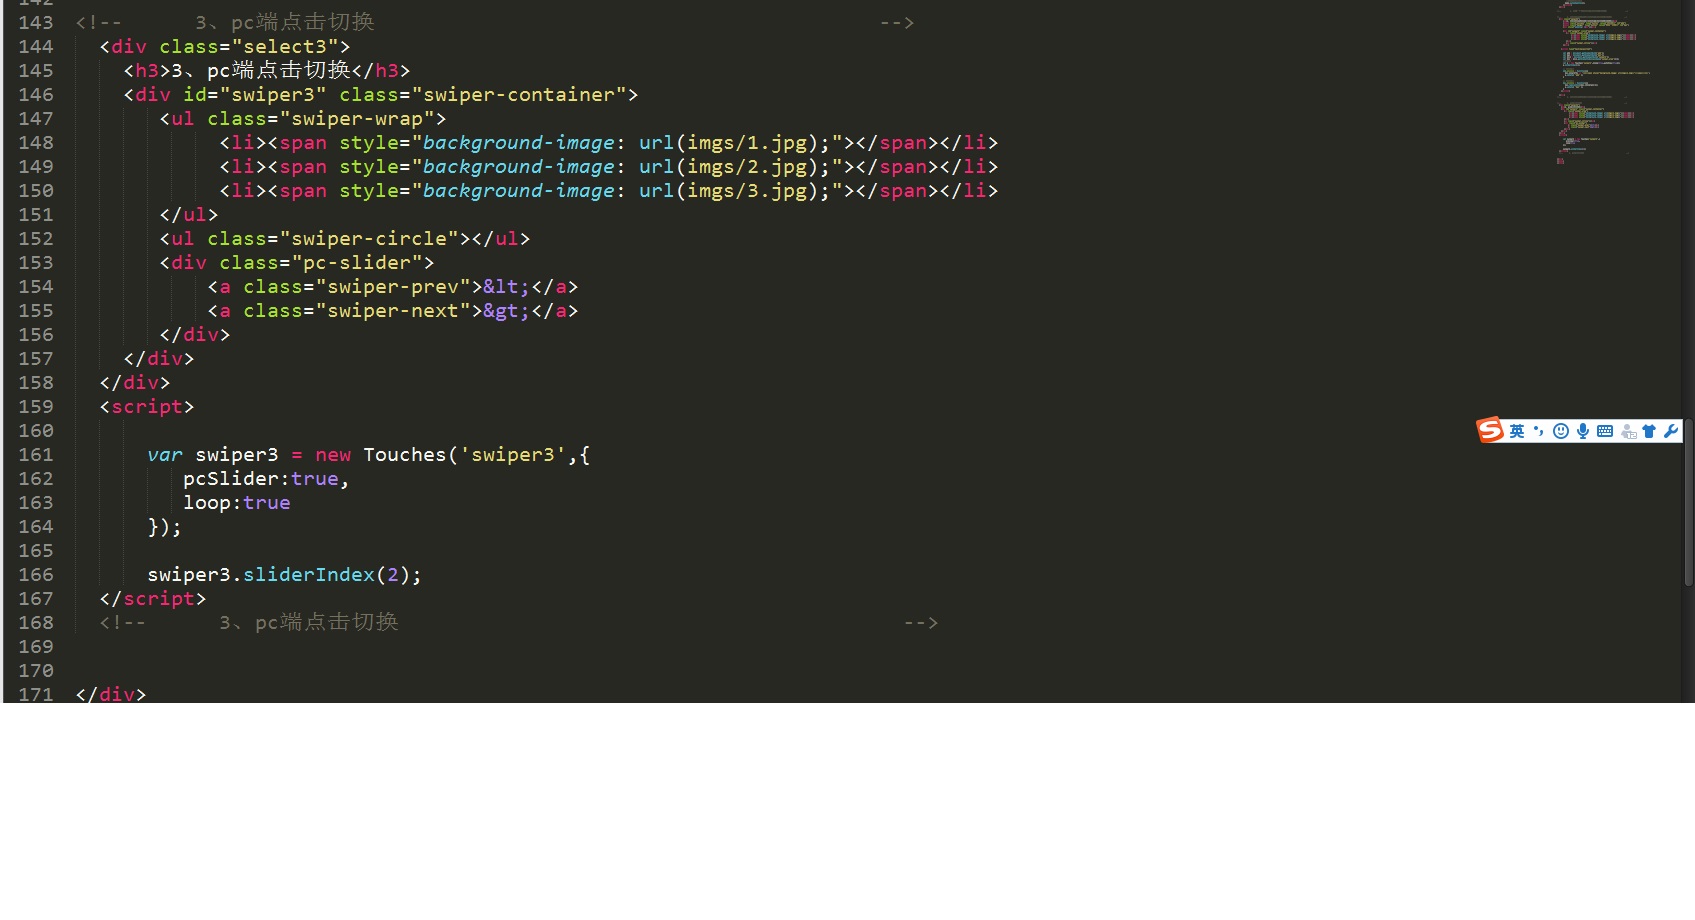 143 <!--      3、pc端点击切换                                          -->
144   <div class="select3">
145     <h3>3、pc端点击切换</h3>
146     <div id="swiper3" class="swiper-container">
147        <ul class="swiper-wrap">
148             <li><span style="background-image: url(imgs/1.jpg);"></span></li>
149             <li><span style="background-image: url(imgs/2.jpg);"></span></li>
150             <li><span style="background-image: url(imgs/3.jpg);"></span></li>
151        </ul>
152        <ul class="swiper-circle"></ul>
153        <div class="pc-slider">
154            <a class="swiper-prev">&lt;</a>
155            <a class="swiper-next">&gt;</a>
156        </div>
157     </div>
158   </div>
159   <script>
160
161       var swiper3 = new Touches('swiper3',{
162          pcSlider:true,
163          loop:true
164       });
165
166       swiper3.sliderIndex(2);
167   </script>
168   <!--      3、pc端点击切换                                          -->
169
170
171 </div>
S 英